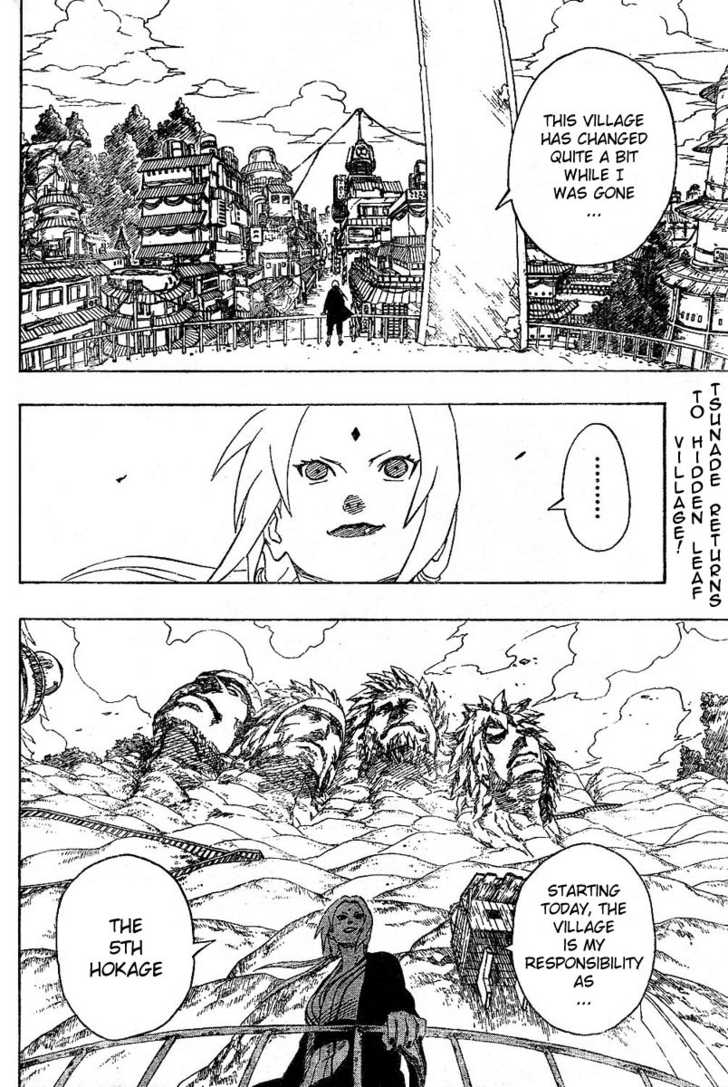 THIS VILLAGE
HAS CHANGED
QUITE A BIT
WHILE I
WAS GONE
...
TSUNADE RETURNS
TO HIDDEN LEAF
VILLAGE!
........
STARTING
TODAY, THE
VILLAGE
IS MY
RESPONSIBILITY
AS
...
THE
5TH
HOKAGE